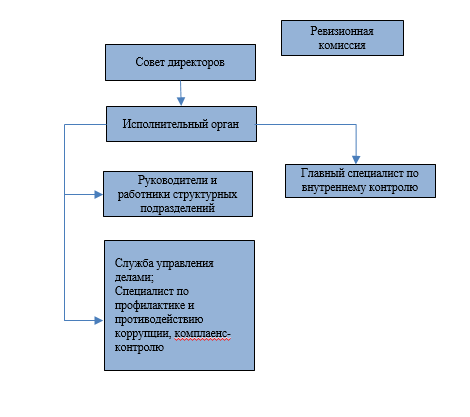 Ревизионная
комиссия
Совет директоров
Исполнительный орган
Главный специалист по
внутреннему контролю
Руководители и
работники структурных
подразделений
Служба управления
делами;
Специалист по
профилактике и
противодействию
коррупции, комплаенс-
контролю